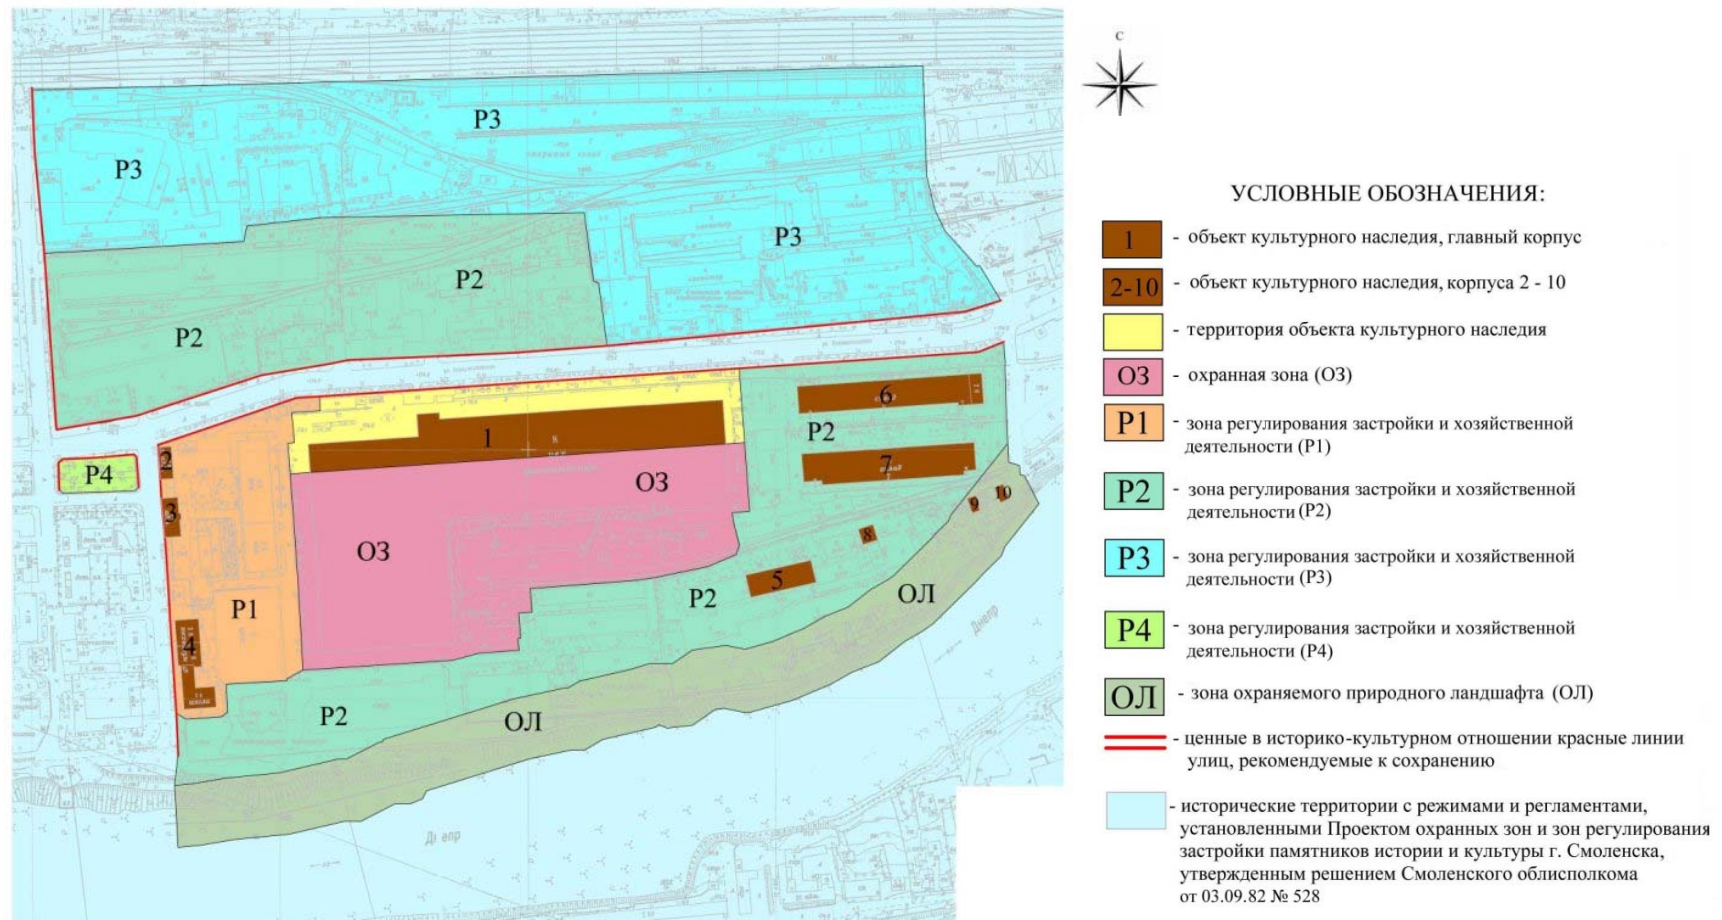 С
Р3
Р3
Р3
Р2
Р2
6
1
Р2
2
7
Р4
ОЗ
10
9
3
8
ОЗ
5
Р2
ОЛ
Р1
4
Днепр
Р2
ОЛ
УСЛОВНЫЕ ОБОЗНАЧЕНИЯ:
1 - объект культурного наследия, главный корпус
2-10 - объект культурного наследия, корпуса 2 - 10
- территория объекта культурного наследия
ОЗ - охранная зона (ОЗ)
Р1 - зона регулирования застройки и хозяйственной
деятельности (Р1)
Р2 - зона регулирования застройки и хозяйственной
деятельности (Р2)
Р3 - зона регулирования застройки и хозяйственной
деятельности (Р3)
Р4 - зона регулирования застройки и хозяйственной
деятельности (Р4)
ОЛ - зона охраняемого природного ландшафта (ОЛ)
- ценные в историко-культурном отношении красные линии
улиц, рекомендуемые к сохранению
- исторические территории с режимами и регламентами,
установленными Проектом охранных зон и зон регулирования
застройки памятников истории и культуры г. Смоленска,
утвержденным решением Смоленского облисполкома
от 03.09.82 № 528